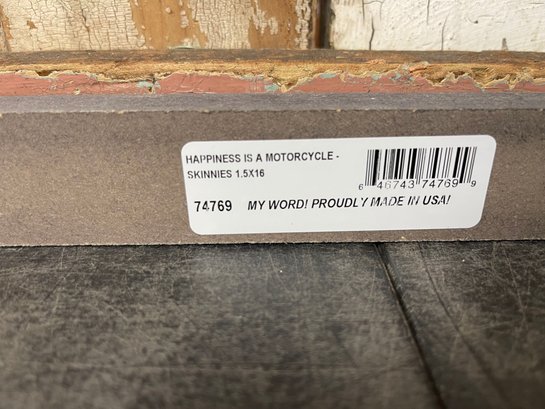 HAPPINESS IS A MOTORCYCLE -
SKINNIES 1.5X16
6 46743 74769 9
74769 MY WORD! PROUDLY MADE IN USA!